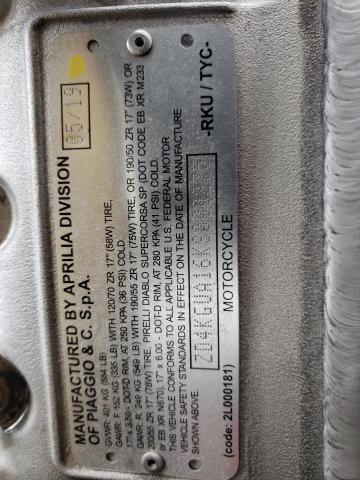 MANUFACTURED BY APRILIA DIVISION 05/19
OF PIAGGIO & C. S.p.A.
GVWR: 401 KG (884 LB)
GAWR: F 152 KG (335 LB) WITH 120/70 ZR 17" (58W) TIRE,
17"x 3.50 - DOT-D RIM, AT 250 KPA (36 PSI) COLD.
GAWR: R 249 KG (549 LB) WITH 190/55 ZR 17" (75W) TIRE, OR 190/50 ZR 17" (73W) OR
200/55 ZR 17" (78W) TIRE, PIRELLI DIABLO SUPERCORSA SP (DOT CODE EB XR M233
or EB XR N670), 17"x 6.00 - DOT-D RIM, AT 280 KPA (41 PSI) COLD.
THIS VEHICLE CONFORMS TO ALL APPLICABLE U.S. FEDERAL MOTOR
VEHICLE SAFETY STANDARDS IN EFFECT ON THE DATE OF MANUFACTURE
SHOWN ABOVE.
-RKU / TYC-
(code: 2L000181) MOTORCYCLE